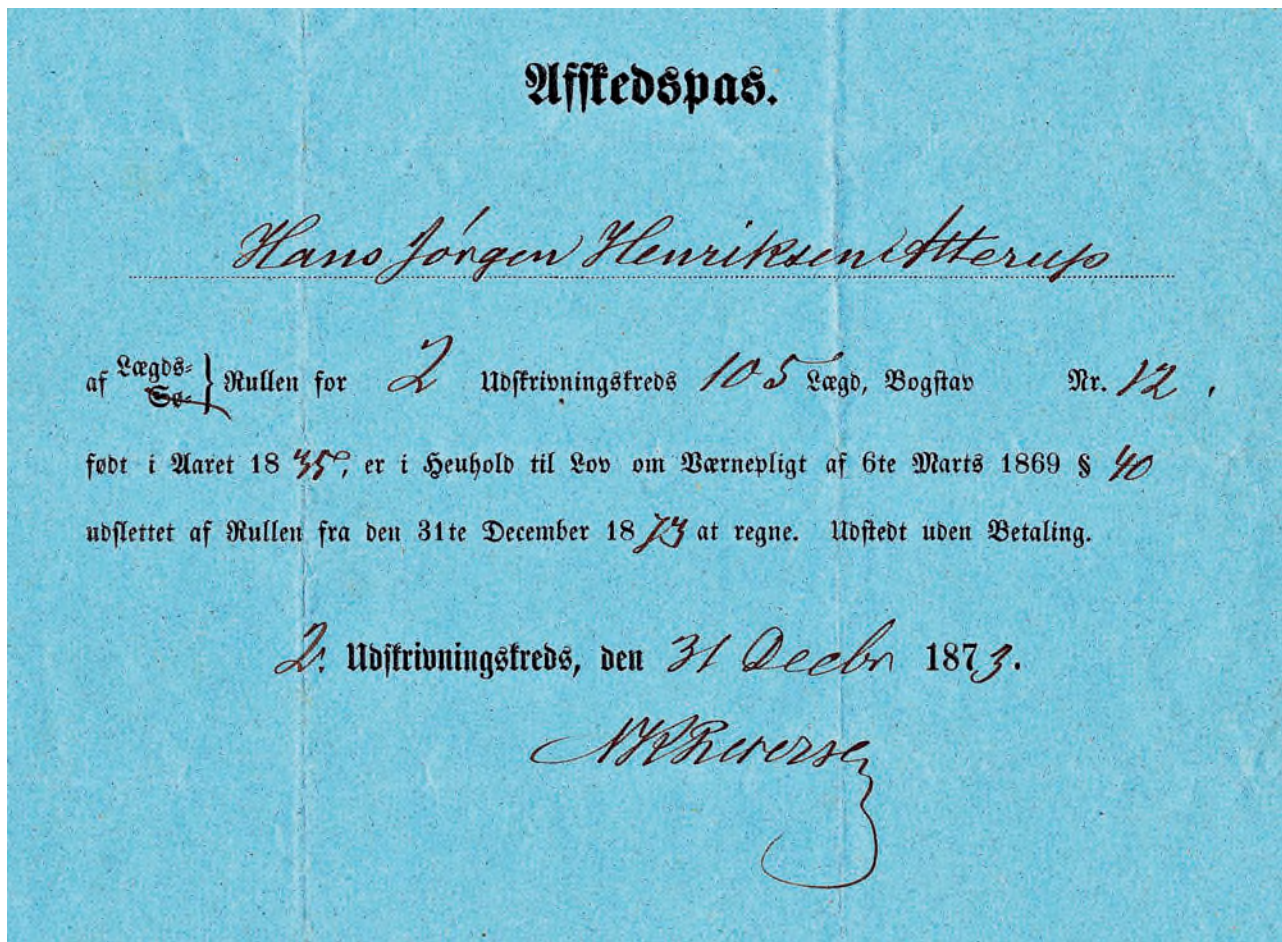 Afskedspas.
Hans Jörgen Henriksen Atterup
af Lægds- Sø- } Rullen for 2 Udskrivningskreds 105 Lægd, Bogstav Nr. 12.
født i Aaret 1835, er i Heuhold til Lov om Værnepligt af 6te Marts 1869 § 40
udslettet af Rullen fra den 31te December 1873 at regne. Udstedt uden Betaling.
2. Udskrivningskreds, den 31 Decbr 1873.